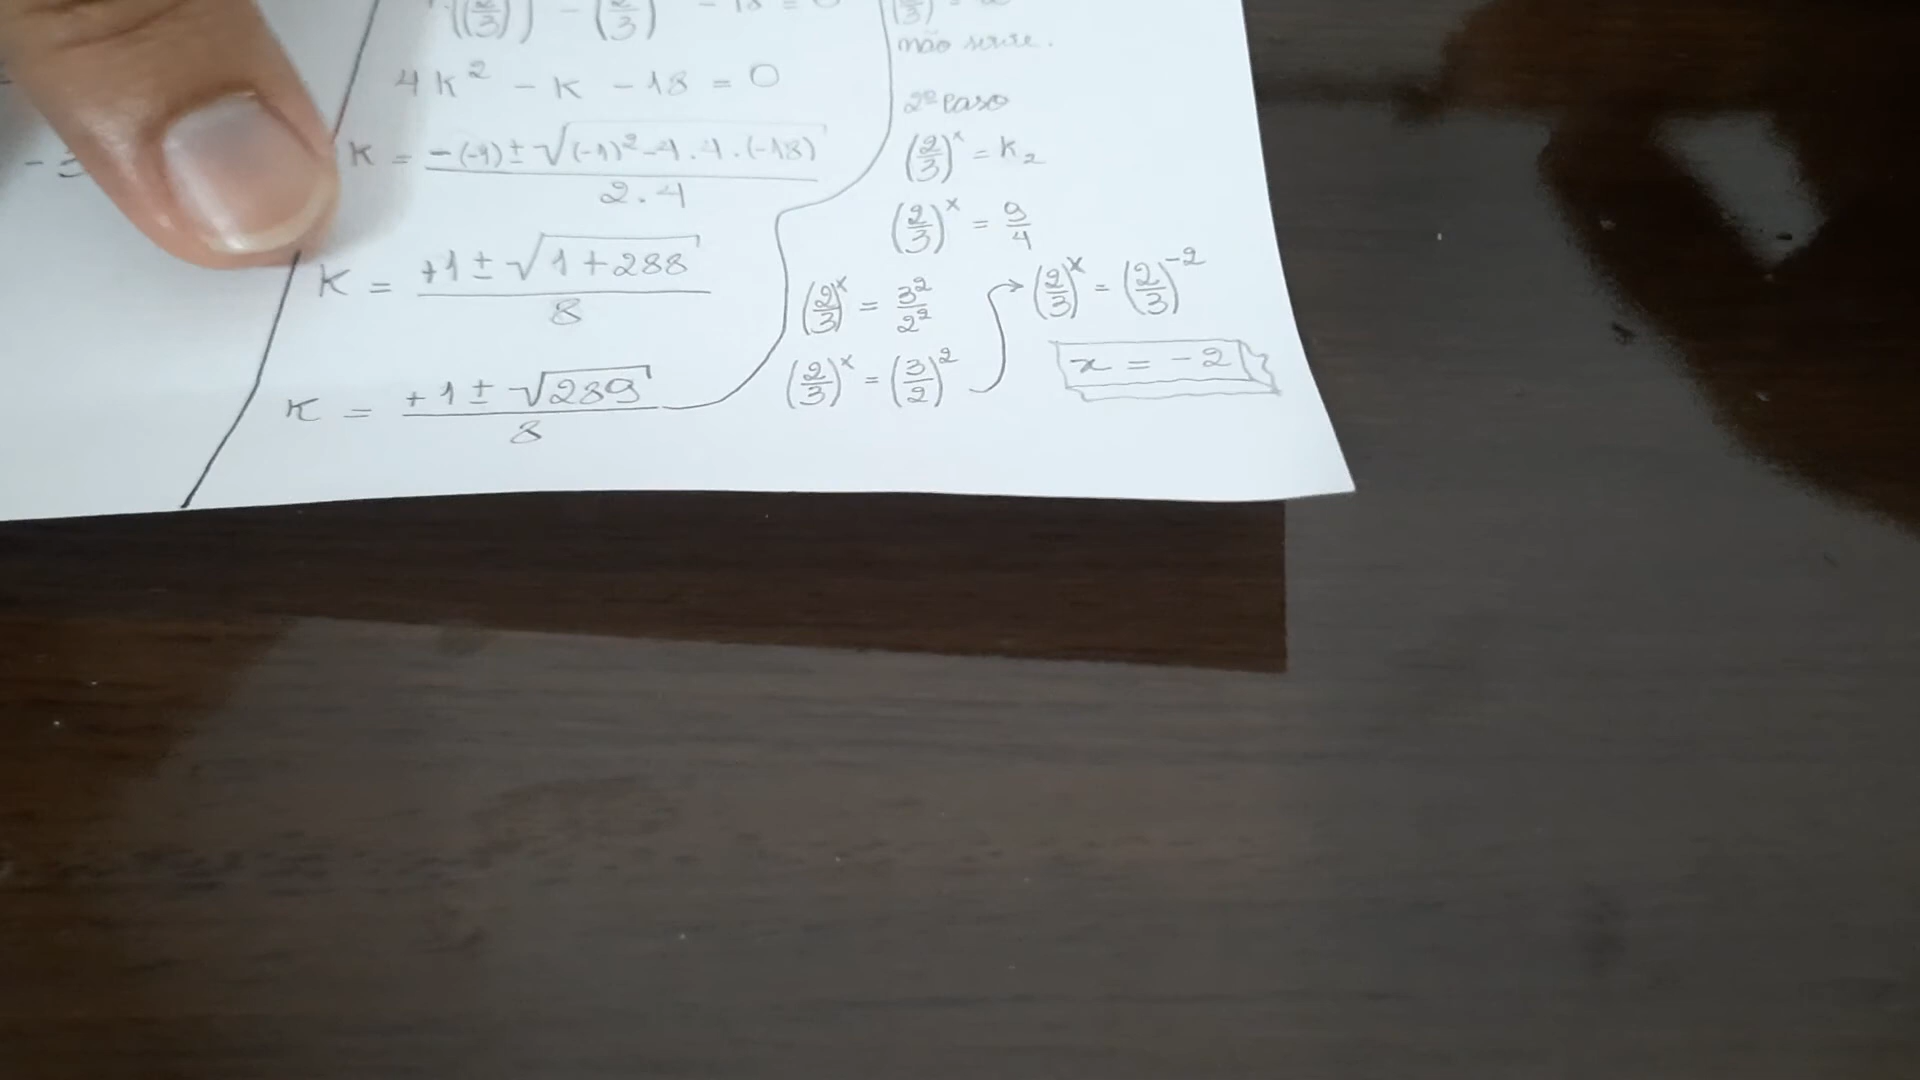 4K² - K - 18 = 0
K = -(-1) ± √(-1)² - 4 . 4 . (-18) / 2 . 4
K = +1 ± √1 + 288 / 8
K = +1 ± √289 / 8
não serve.
2º caso
(2/3)^x = K₂
(2/3)^x = 9/4
(2/3)^x = 3²/2²
(2/3)^x = (3/2)²
→ (2/3)^x = (2/3)^-2
x = -2